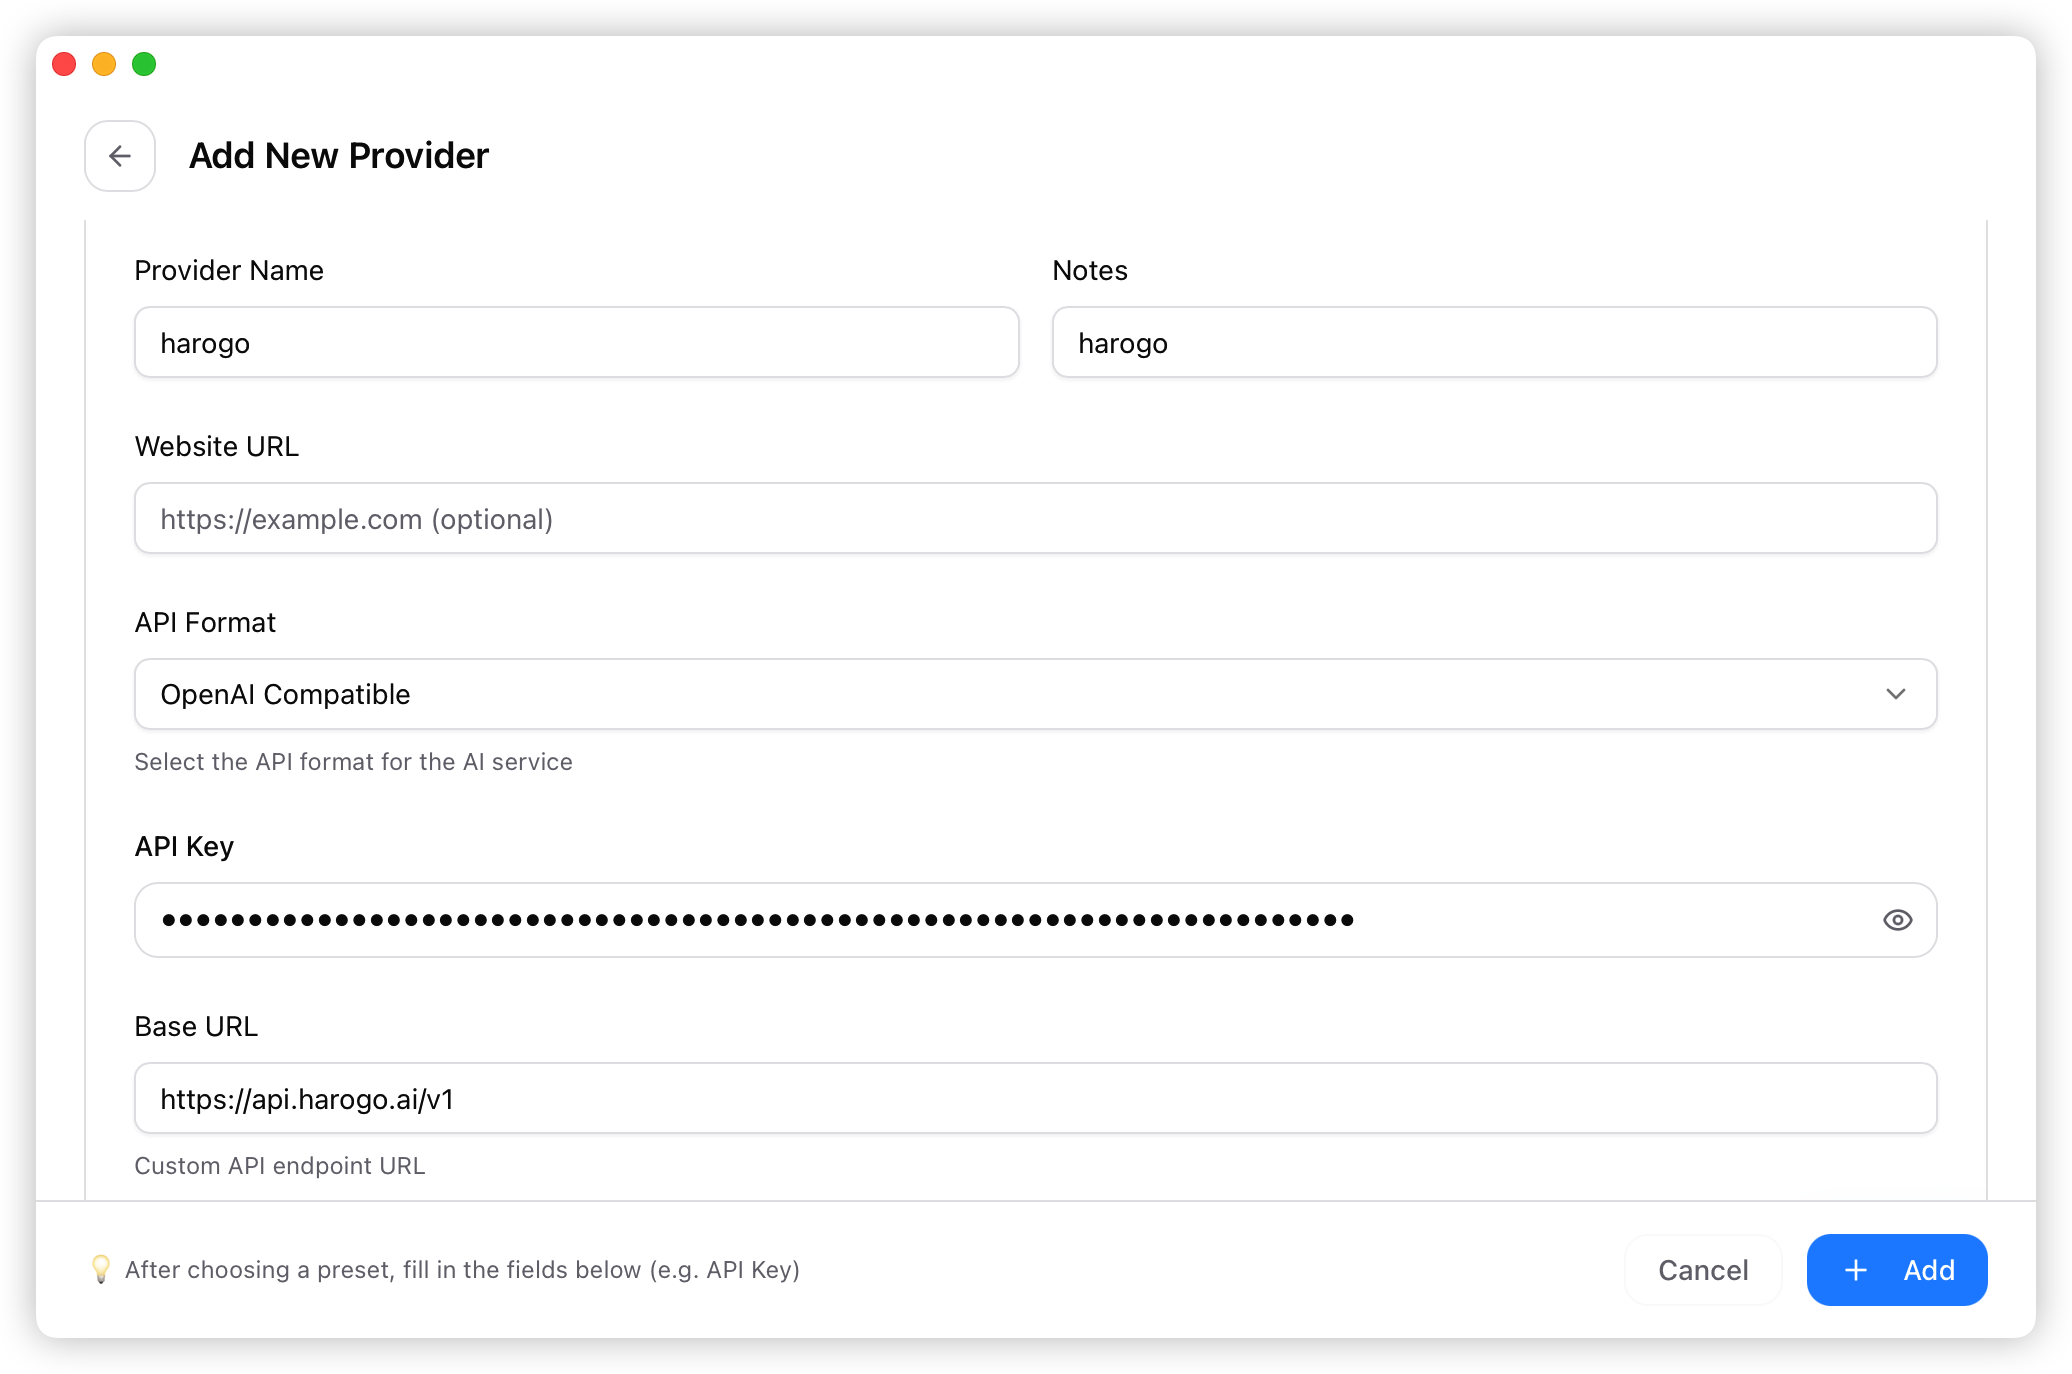 Add New Provider
Provider Name
Notes
harogo
harogo
Website URL
https://example.com (optional)
API Format
OpenAI Compatible
Select the API format for the AI service
API Key
●●●●●●●●●●●●●●●●●●●●●●●●●●●●●●●●●●●●●●●●●●●●●●●●●●●●●●●●●●●●●●●●●●●●●
Base URL
https://api.harogo.ai/v1
Custom API endpoint URL
💡 After choosing a preset, fill in the fields below (e.g. API Key)
Cancel
+ Add